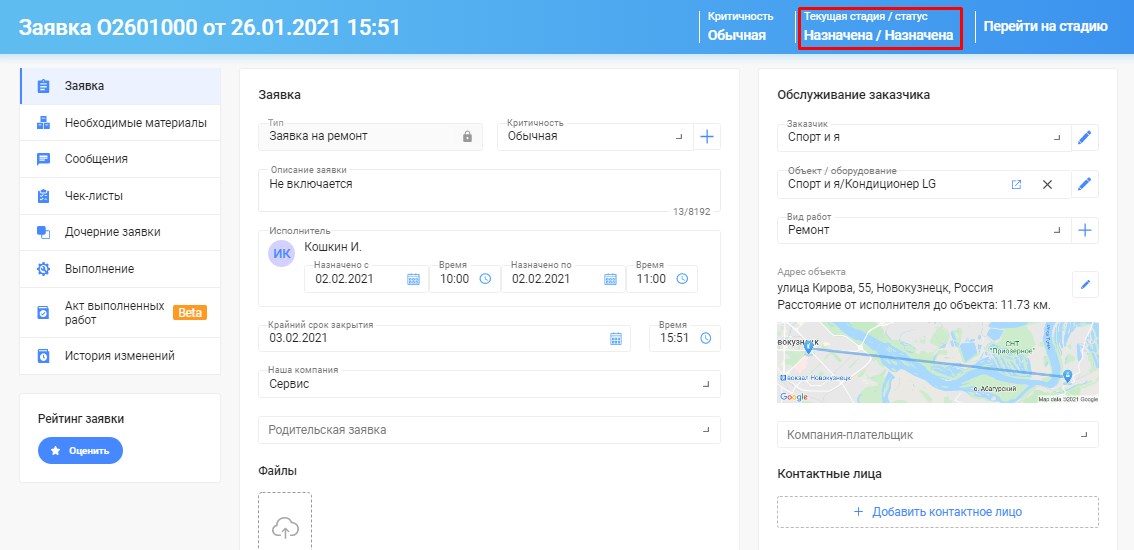 Заявка О2601000 от 26.01.2021 15:51
Критичность
Обычная
Текущая стадия / статус
Назначена / Назначена
Перейти на стадию
Заявка
Необходимые материалы
Сообщения
Чек-листы
Дочерние заявки
Выполнение
Акт выполненных
работ
Beta
История изменений
Рейтинг заявки
Оценить
Заявка
Тип
Заявка на ремонт
Критичность
Обычная
Описание заявки
Не включается
13/8192
Исполнитель
ИК
Кошкин И.
Назначено с
02.02.2021
Время
10:00
Назначено по
02.02.2021
Время
11:00
Крайний срок закрытия
03.02.2021
Время
15:51
Наша компания
Сервис
Родительская заявка
Файлы
Обслуживание заказчика
Заказчик
Спорт и я
Объект / оборудование
Спорт и я/Кондиционер LG
Вид работ
Ремонт
Адрес объекта
улица Кирова, 55, Новокузнецк, Россия
Расстояние от исполнителя до объекта: 11.73 км.
вокузнецк
СНТ
"Приозерное"
вокзал Новокузнецк
п. Абагурский
Google
Map data ©2021 Google
Компания-плательщик
Контактные лица
Добавить контактное лицо